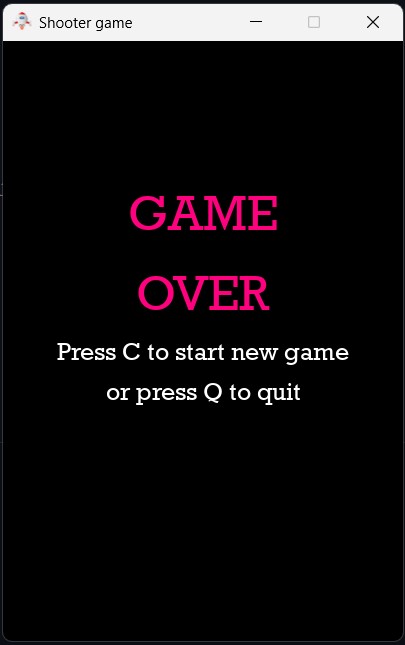 Shooter game
GAME
OVER
Press C to start new game
or press Q to quit